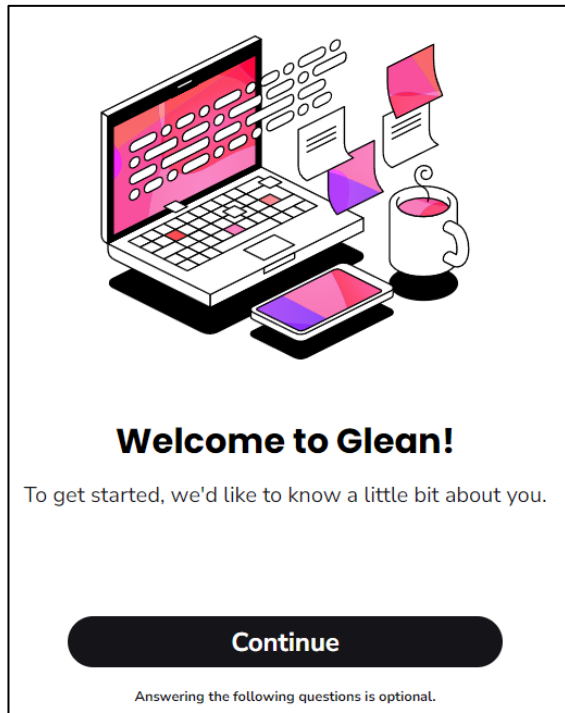 Welcome to Glean!
To get started, we'd like to know a little bit about you.
Continue
Answering the following questions is optional.